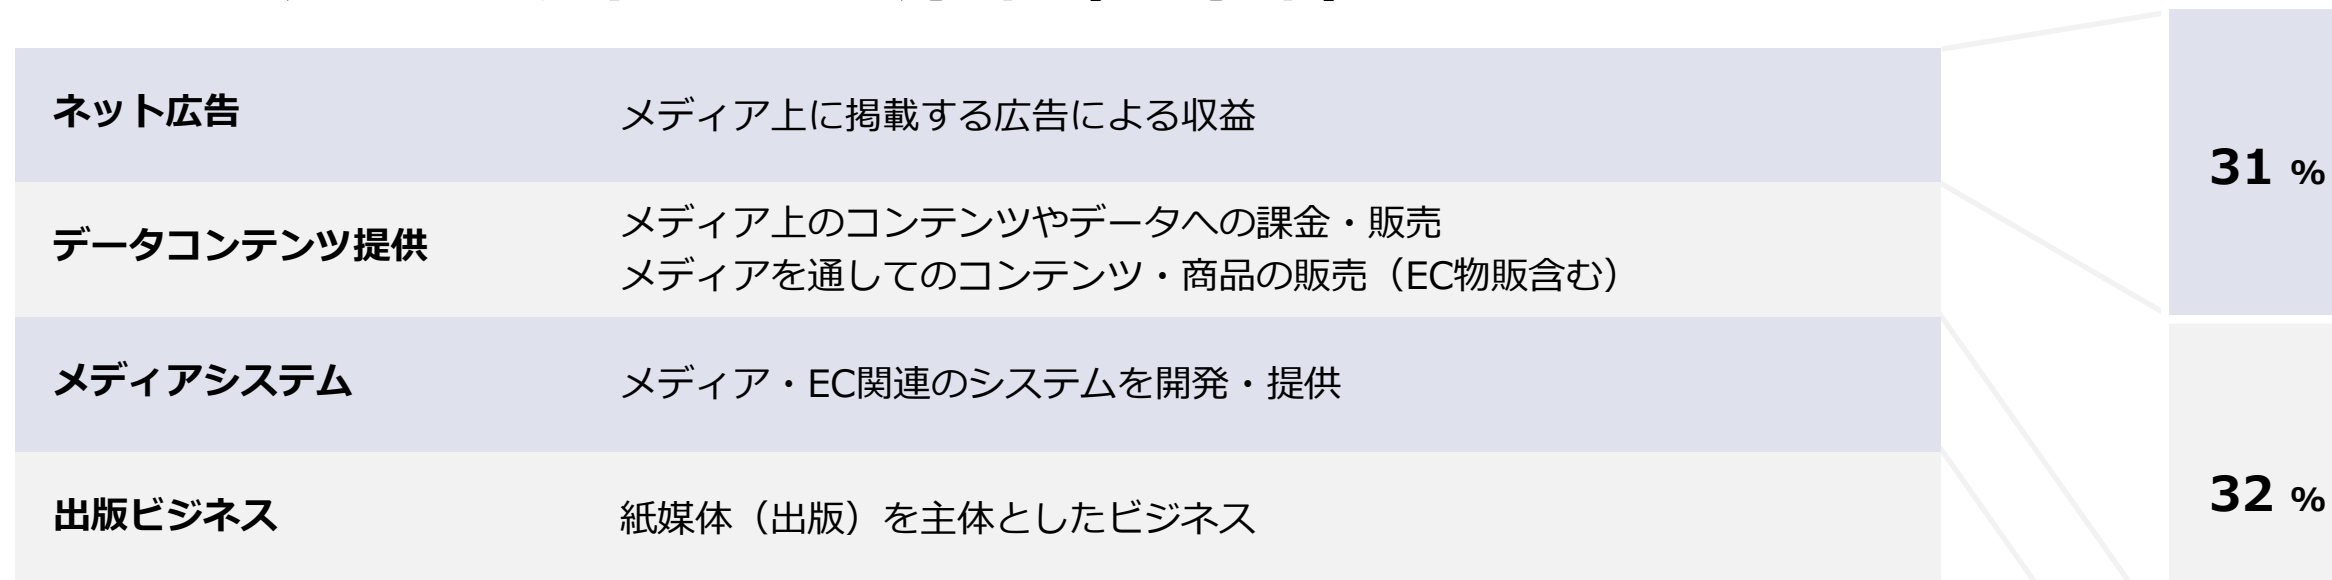 ネット広告
メディア上に掲載する広告による収益
31 %
データコンテンツ提供
メディア上のコンテンツやデータへの課金・販売
メディアを通してのコンテンツ・商品の販売（EC物販含む）
メディアシステム
メディア・EC関連のシステムを開発・提供
出版ビジネス
紙媒体（出版）を主体としたビジネス
32 %